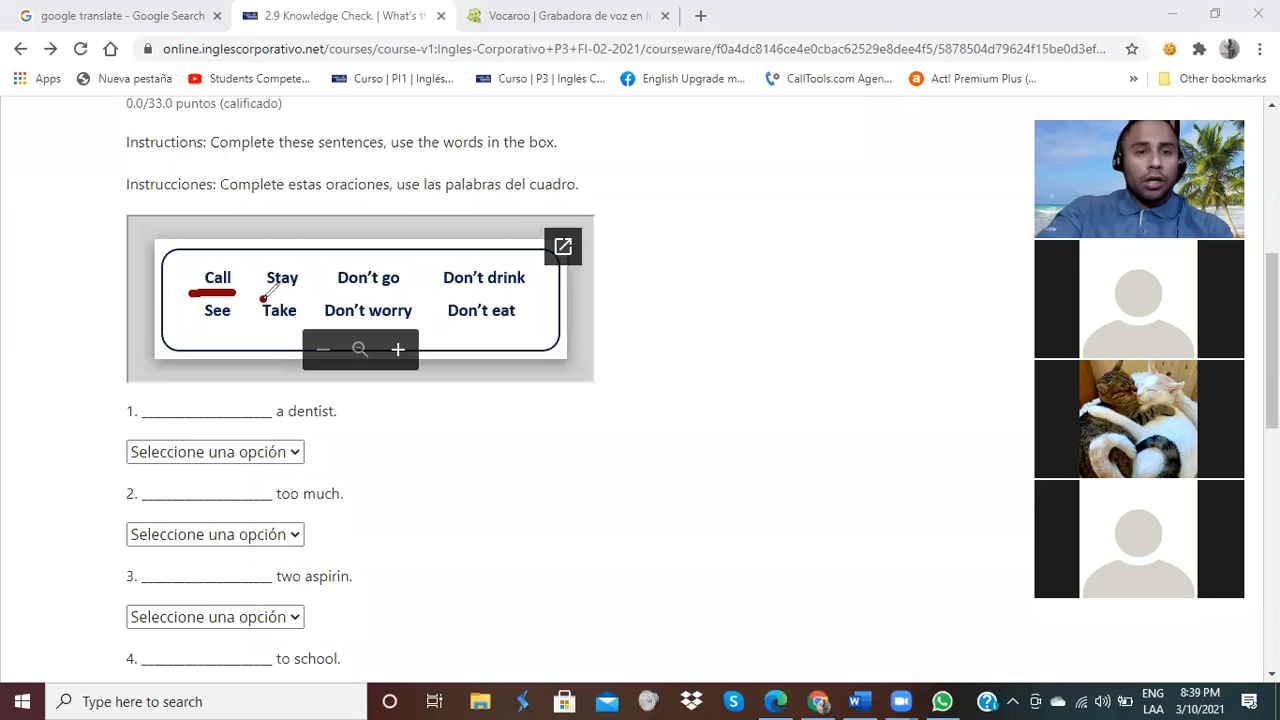 google translate - Google Search
2.9 Knowledge Check. | What's th
Vocaroo | Grabadora de voz en l
online.inglescorporativo.net/courses/course-v1:Ingles-Corporativo+P3+FI-02-2021/courseware/f0a4dc8146ce4e0cbac62529e8dee4f5/5878504d79624f15be0d3ef...
Apps
Nueva pestaña
Students Compete...
Curso | PI1 | Inglés...
Curso | P3 | Inglés C...
English Upgrade m...
CallTools.com Agen...
Act! Premium Plus (...
»
Other bookmarks
0.0/33.0 puntos (calificado)
Instructions: Complete these sentences, use the words in the box.
Instrucciones: Complete estas oraciones, use las palabras del cuadro.
Call Stay Don't go Don't drink
See Take Don't worry Don't eat
1. ____________________ a dentist.
Seleccione una opción
2. ____________________ too much.
Seleccione una opción
3. ____________________ two aspirin.
Seleccione una opción
4. ____________________ to school.
Type here to search
ENG
LAA
8:39 PM
3/10/2021